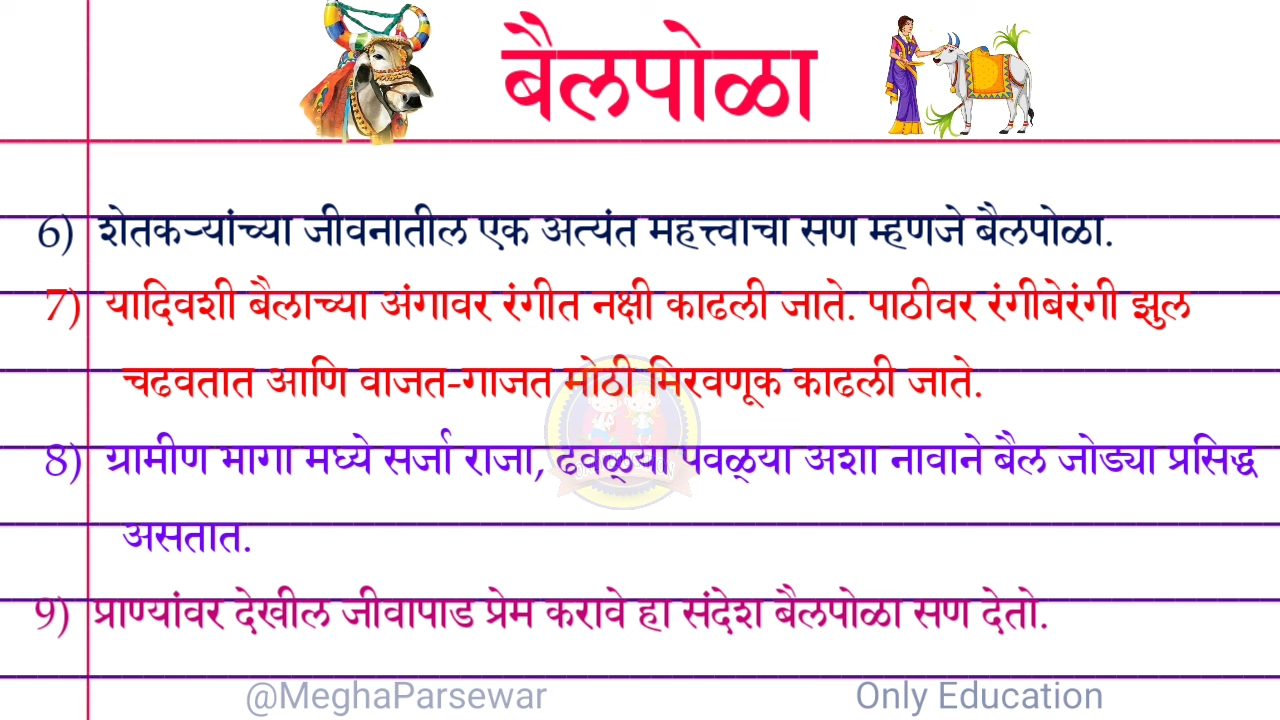 बैलपोळा
6) शेतकऱ्यांच्या जीवनातील एक अत्यंत महत्त्वाचा सण म्हणजे बैलपोळा.
7) यादिवशी बैलाच्या अंगावर रंगीत नक्षी काढली जाते. पाठीवर रंगीबेरंगी झुल
चढवतात आणि वाजत-गाजत मोठी मिरवणूक काढली जाते.
8) ग्रामीण मागा मध्ये सर्जा राजा, ढवळ्या पवळ्या अशा नावाने बैल जोड्या प्रसिद्ध
असतात.
9) प्राण्यांवर देखील जीवापाड प्रेम करावे हा संदेश बैलपोळा सण देतो.
@MeghaParsewar Only Education